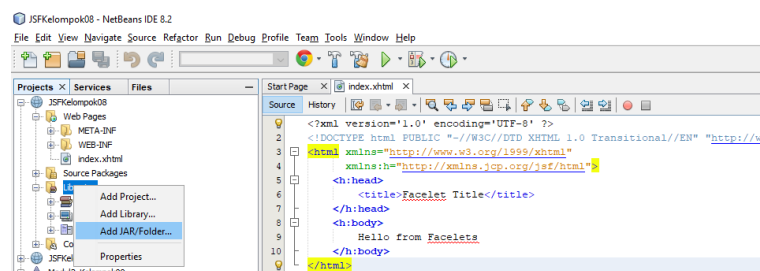 JSFKelompok08 - NetBeans IDE 8.2
File Edit View Navigate Source Refactor Run Debug Profile Team Tools Window Help
Projects × Services Files
Start Page × index.xhtml ×
Source History
JSFKelompok08
Web Pages
META-INF
WEB-INF
index.xhtml
Source Packages
Add Project...
Add Library...
Add JAR/Folder...
Properties
Co
JSFKel
1 <?xml version='1.0' encoding='UTF-8' ?>
2 <!DOCTYPE html PUBLIC "-//W3C//DTD XHTML 1.0 Transitional//EN" "http://w
3 <html xmlns="http://www.w3.org/1999/xhtml"
4 xmlns:h="http://xmlns.jcp.org/jsf/html">
5 <h:head>
6 <title>Facelet Title</title>
7 </h:head>
8 <h:body>
9 Hello from Facelets
10 </h:body>
</html>